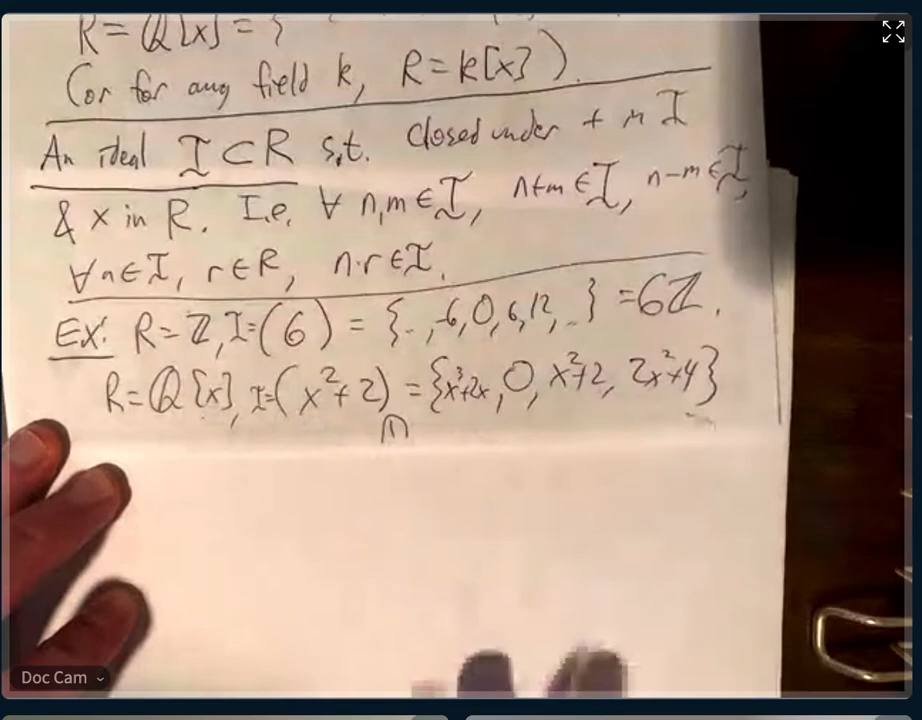 R = Q[x] = {
(or for any field k, R = k[x]).
An ideal I ⊂ R s.t. closed under + in I
& × in R. I.e. ∀ n,m ∈ I, n+m ∈ I, n-m ∈ I,
∀ n ∈ I, r ∈ R, n·r ∈ I.
Ex: R = ℤ, I = (6) = {.., -6, 0, 6, 12, ..} = 6ℤ.
R = Q[x], I = (x²+2) = {x³+2x, 0, x²+2, 2x²+4}
Doc Cam